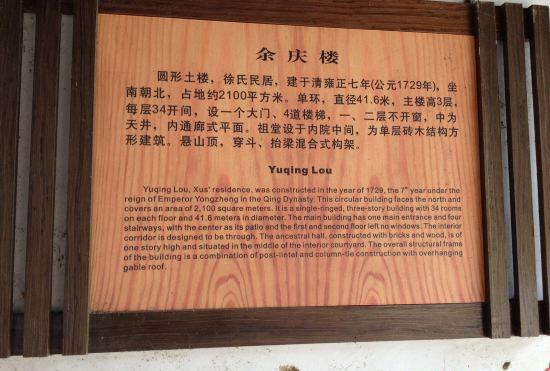 余庆楼
圆形土楼，徐氏民居，建于清雍正七年(公元1729年)，坐
南朝北，占地约2100平方米。单环，直径41.6米，主楼高3层，
每层34开间，设一个大门、4道楼梯，一、二层不开窗，中为
天井，内通廊式平面。祖堂设于内院中间，为单层砖木结构方
形建筑。悬山顶，穿斗、抬梁混合式构架。
Yuqing Lou
Yuqing Lou, Xus' residence, was constructed in the year of 1729, the 7th year under the
reign of Emperor Yongzheng in the Qing Dynasty. This circular building faces the north and
covers an area of 2,109 square meters. It is a single-ringed, three-story building with 34 rooms
on each floor and 41.6 meters in diameter. The main building has one main entrance and four
stairways, with the center as its patio and the first and second floor left no windows. The interior
corridor is designed to be through. The ancestral hall, constructed with bricks and wood, is of
one story high and situated in the middle of the interior courtyard. The overall structural frame
of the building is a combination of post-lintel and column-tie construction with overhanging
gable roof.